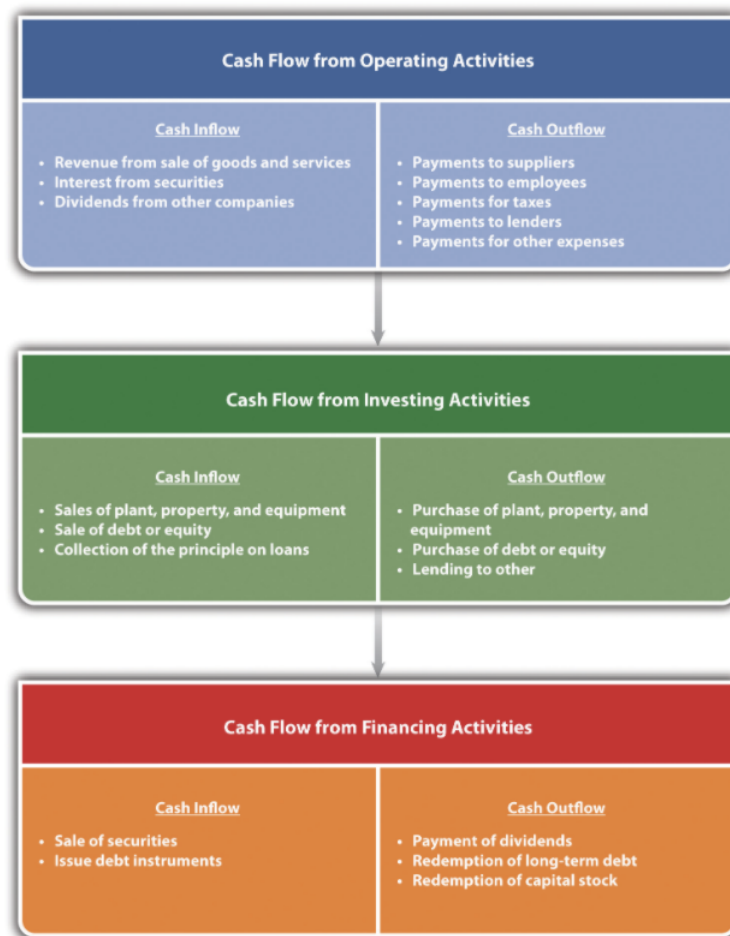 Cash Flow from Operating Activities
Cash Inflow
• Revenue from sale of goods and services
• Interest from securities
• Dividends from other companies
Cash Outflow
• Payments to suppliers
• Payments to employees
• Payments for taxes
• Payments to lenders
• Payments for other expenses
Cash Flow from Investing Activities
Cash Inflow
• Sales of plant, property, and equipment
• Sale of debt or equity
• Collection of the principle on loans
Cash Outflow
• Purchase of plant, property, and
equipment
• Purchase of debt or equity
• Lending to other
Cash Flow from Financing Activities
Cash Inflow
• Sale of securities
• Issue debt instruments
Cash Outflow
• Payment of dividends
• Redemption of long-term debt
• Redemption of capital stock